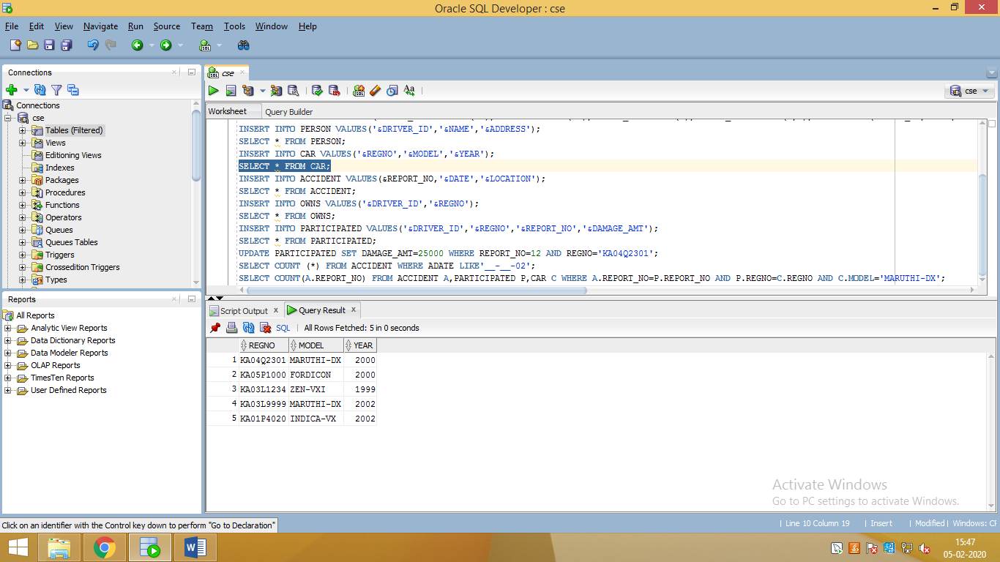 Oracle SQL Developer : cse
File Edit View Navigate Run Source Team Tools Window Help
Connections
Connections
cse
Tables (Filtered)
Views
Editioning Views
Indexes
Packages
Procedures
Functions
Operators
Queues
Queues Tables
Triggers
Crossedition Triggers
Types
Reports
All Reports
Analytic View Reports
Data Dictionary Reports
Data Modeler Reports
OLAP Reports
TimesTen Reports
User Defined Reports
cse
cse
Worksheet Query Builder
INSERT INTO PERSON VALUES('&DRIVER_ID','&NAME','&ADDRESS');
SELECT * FROM PERSON;
INSERT INTO CAR VALUES('&REGNO','&MODEL','&YEAR');
SELECT * FROM CAR;
INSERT INTO ACCIDENT VALUES(&REPORT_NO,'&DATE','&LOCATION');
SELECT * FROM ACCIDENT;
INSERT INTO OWNS VALUES('&DRIVER_ID','&REGNO');
SELECT * FROM OWNS;
INSERT INTO PARTICIPATED VALUES('&DRIVER_ID','&REGNO','&REPORT_NO','&DAMAGE_AMT');
SELECT * FROM PARTICIPATED;
UPDATE PARTICIPATED SET DAMAGE_AMT=25000 WHERE REPORT_NO=12 AND REGNO='KA04Q2301';
SELECT COUNT (*) FROM ACCIDENT WHERE ADATE LIKE'__-__-02';
SELECT COUNT(A.REPORT_NO) FROM ACCIDENT A,PARTICIPATED P,CAR C WHERE A.REPORT_NO=P.REPORT_NO AND P.REGNO=C.REGNO AND C.MODEL='MARUTHI-DX';
Script Output Query Result
SQL All Rows Fetched: 5 in 0 seconds
REGNO MODEL YEAR
1 KA04Q2301 MARUTHI-DX 2000
2 KA05P1000 FORDICON 2000
3 KA03L1234 ZEN-VXI 1999
4 KA03L9999 MARUTHI-DX 2002
5 KA01P4020 INDICA-VX 2002
Activate Windows
Go to PC settings to activate Windows.
Click on an identifier with the Control key down to perform "Go to Declaration"
Line 10 Column 19 Insert Modified Windows: CF
15:47
05-02-2020